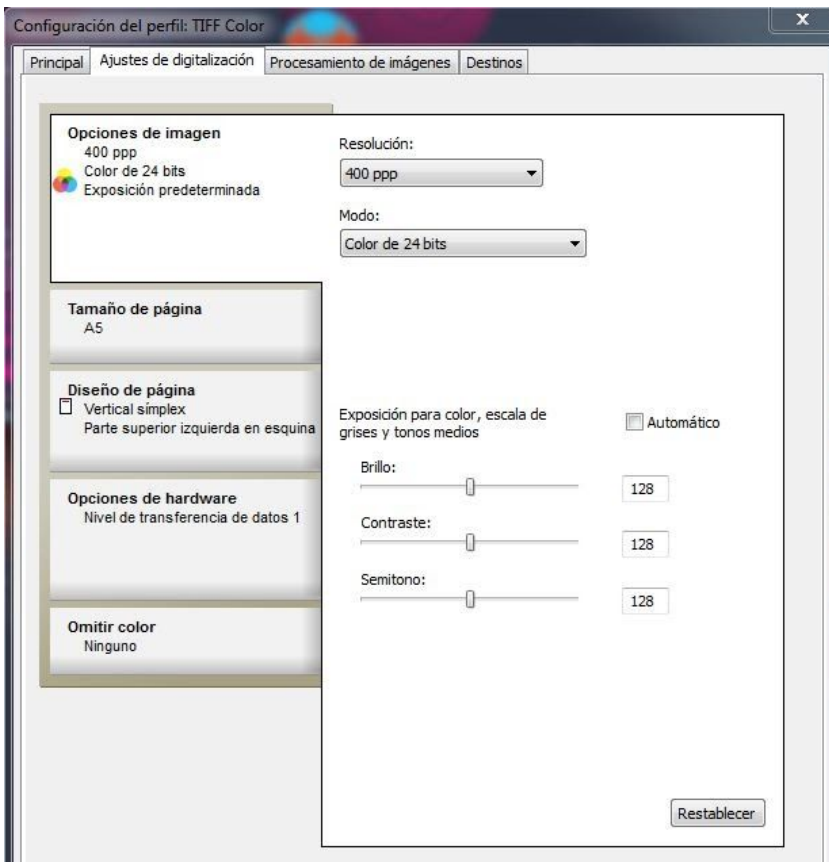 Configuración del perfil: TIFF Color
x
Principal
Ajustes de digitalización
Procesamiento de imágenes
Destinos
Opciones de imagen
400 ppp
Color de 24 bits
Exposición predeterminada
Tamaño de página
A5
Diseño de página
Vertical símplex
Parte superior izquierda en esquina
Opciones de hardware
Nivel de transferencia de datos 1
Omitir color
Ninguno
Resolución:
400 ppp
Modo:
Color de 24 bits
Exposición para color, escala de
grises y tonos medios
Automático
Brillo:
128
Contraste:
128
Semitono:
128
Restablecer